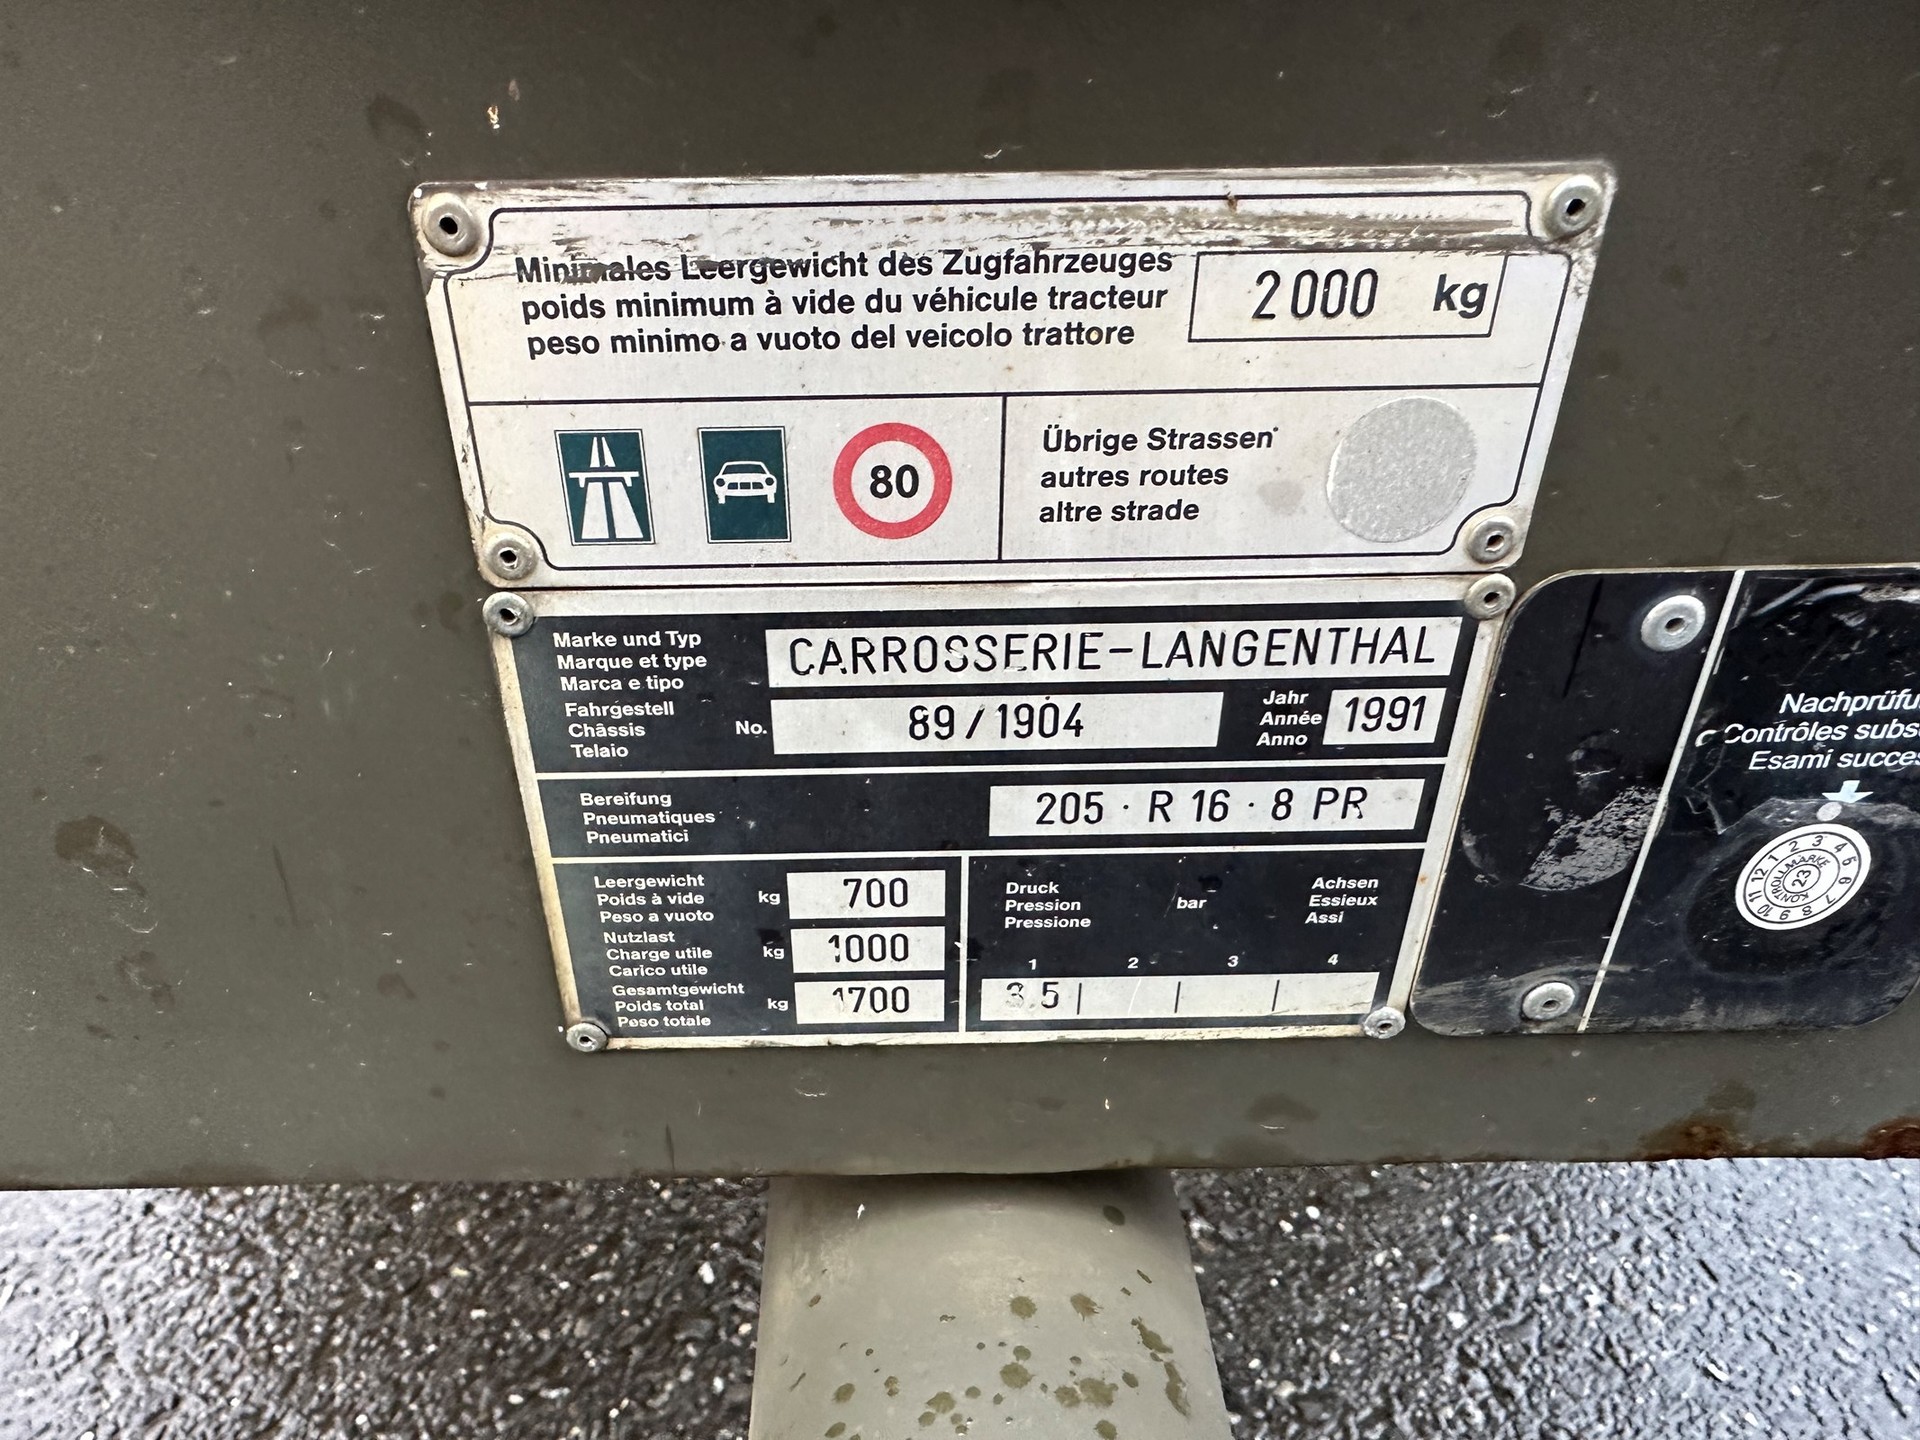 Minimales Leergewicht des Zugfahrzeuges
poids minimum à vide du véhicule tracteur
peso minimo a vuoto del veicolo trattore
2000 kg
80
Übrige Strassen
autres routes
altre strade
Marke und Typ
Marque et type
Marca e tipo
CARROSSERIE-LANGENTHAL
Fahrgestell
Châssis
Telaio
No.
89/1904
Jahr
Année
Anno
1991
Bereifung
Pneumatiques
Pneumatici
205 · R 16 · 8 PR
Leergewicht
Poids à vide
Peso a vuoto
kg
700
Nutzlast
Charge utile
Carico utile
kg
1000
Gesamtgewicht
Poids total
Peso totale
kg
1700
Druck
Pression
Pressione
bar
Achsen
Essieux
Assi
1 2 3 4
3.5
Contrôles
Esami
1 2 3 4 5 6 7 8 9 10 11 12
KONTROLLMARKE
23